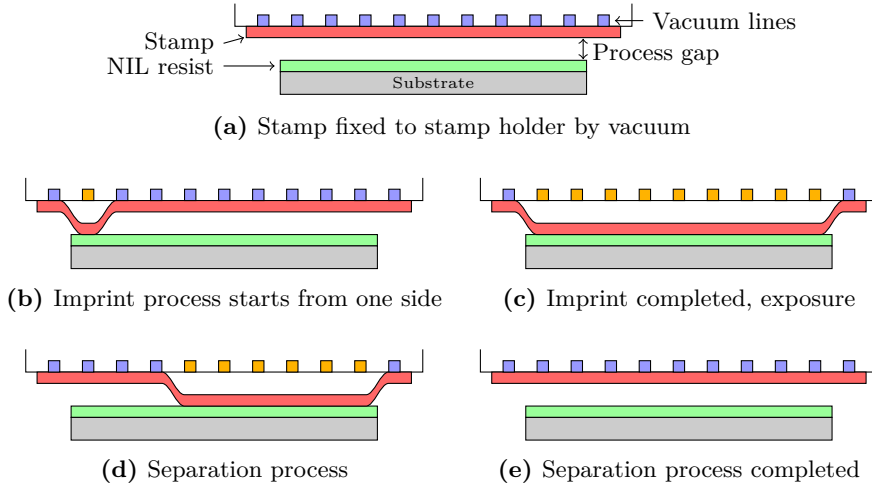 Vacuum lines
Stamp
Process gap
NIL resist
Substrate
(a) Stamp fixed to stamp holder by vacuum
(b) Imprint process starts from one side
(c) Imprint completed, exposure
(d) Separation process
(e) Separation process completed